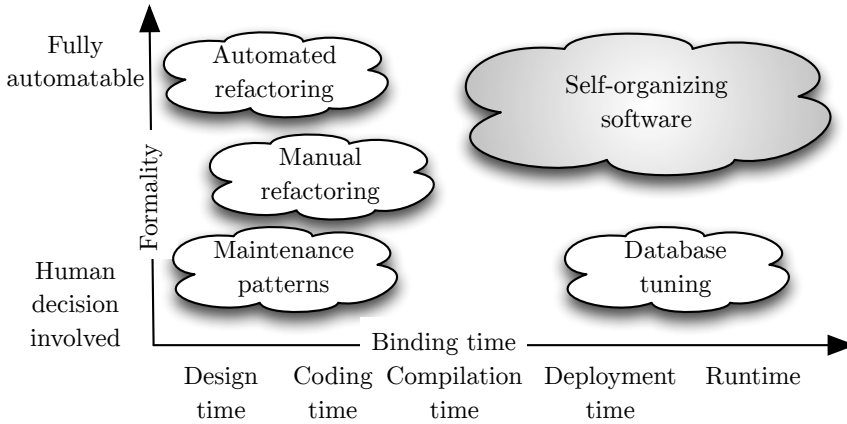 Fully
automatable
Automated
refactoring
Self-organizing
software
Manual
refactoring
Formality
Maintenance
patterns
Database
tuning
Human
decision
involved
Binding time
Design
time
Coding
time
Compilation
time
Deployment
time
Runtime